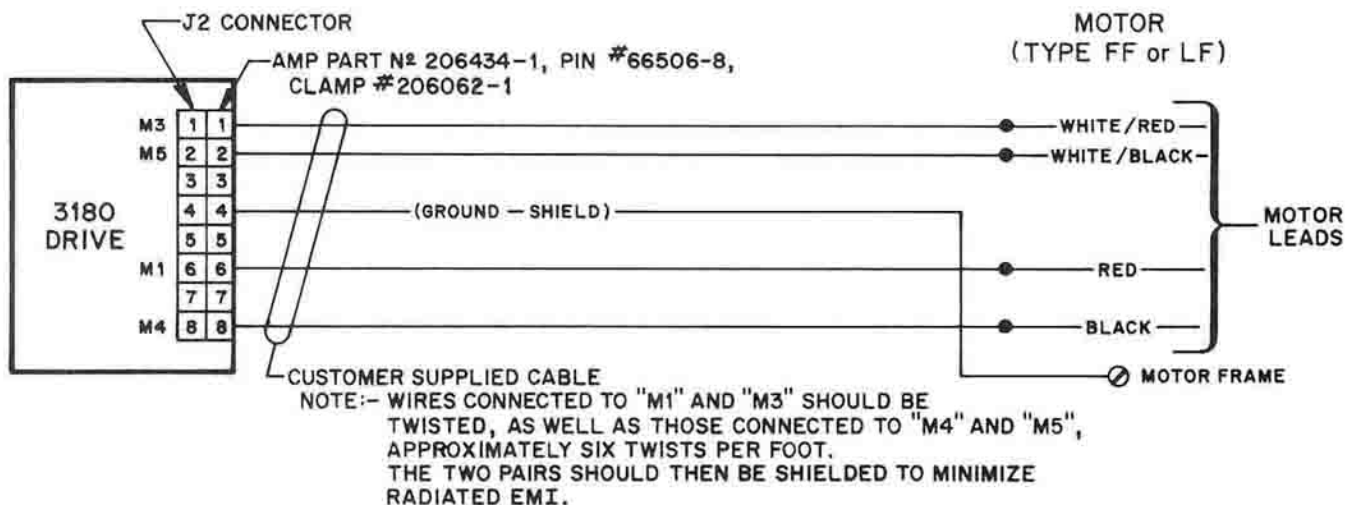 J2 CONNECTOR
AMP PART Nº 206434-1, PIN #66506-8,
CLAMP #206062-1
MOTOR
(TYPE FF or LF)
3180
DRIVE
M3 1 1 WHITE/RED
M5 2 2 WHITE/BLACK
3 3
4 4 (GROUND - SHIELD)
5 5
M1 6 6 RED
7 7
M4 8 8 BLACK
MOTOR
LEADS
MOTOR FRAME
CUSTOMER SUPPLIED CABLE
NOTE:- WIRES CONNECTED TO "M1" AND "M3" SHOULD BE
TWISTED, AS WELL AS THOSE CONNECTED TO "M4" AND "M5",
APPROXIMATELY SIX TWISTS PER FOOT.
THE TWO PAIRS SHOULD THEN BE SHIELDED TO MINIMIZE
RADIATED EMI.